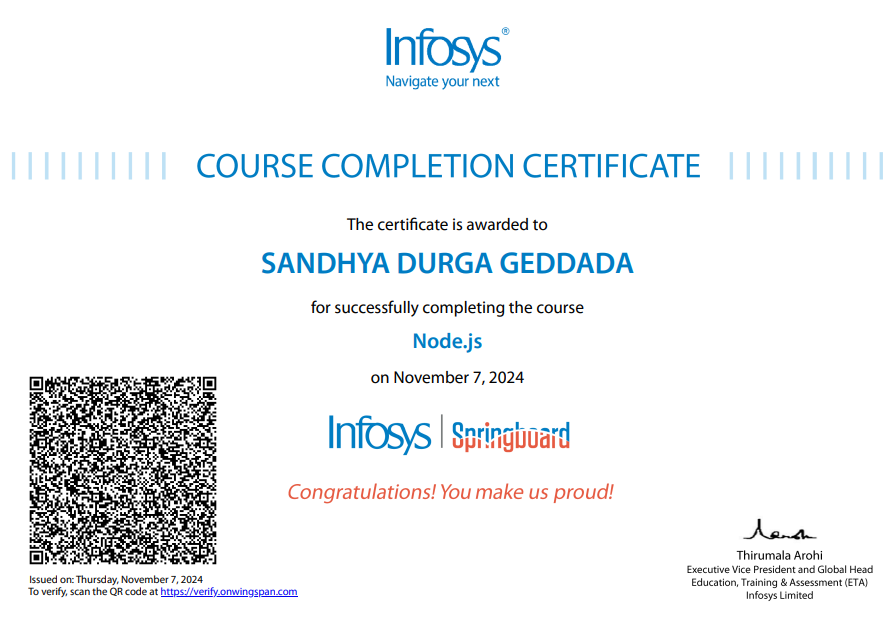 Infosys®
Navigate your next
COURSE COMPLETION CERTIFICATE
The certificate is awarded to
SANDHYA DURGA GEDDADA
for successfully completing the course
Node.js
on November 7, 2024
Infosys | Springboard
Congratulations! You make us proud!
Issued on: Thursday, November 7, 2024
To verify, scan the QR code at https://verify.onwingspan.com
Thirumala Arohi
Executive Vice President and Global Head
Education, Training & Assessment (ETA)
Infosys Limited